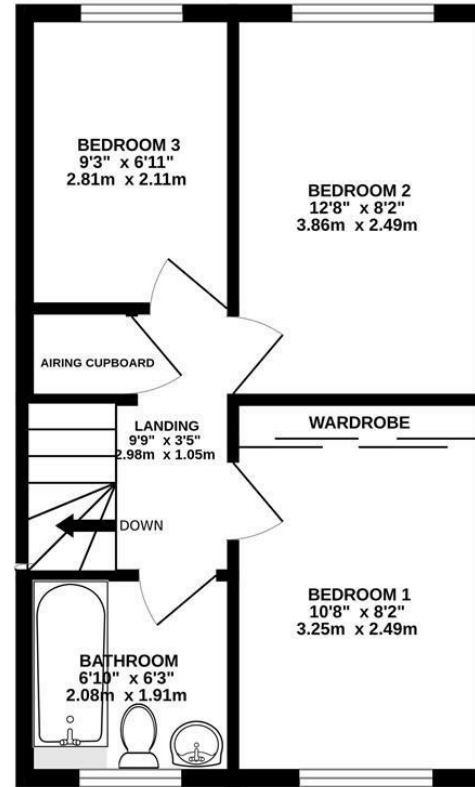 BEDROOM 3
9'3" x 6'11"
2.81m x 2.11m
BEDROOM 2
12'8" x 8'2"
3.86m x 2.49m
AIRING CUPBOARD
LANDING
9'9" x 3'5"
2.98m x 1.05m
WARDROBE
DOWN
BEDROOM 1
10'8" x 8'2"
3.25m x 2.49m
BATHROOM
6'10" x 6'3"
2.08m x 1.91m